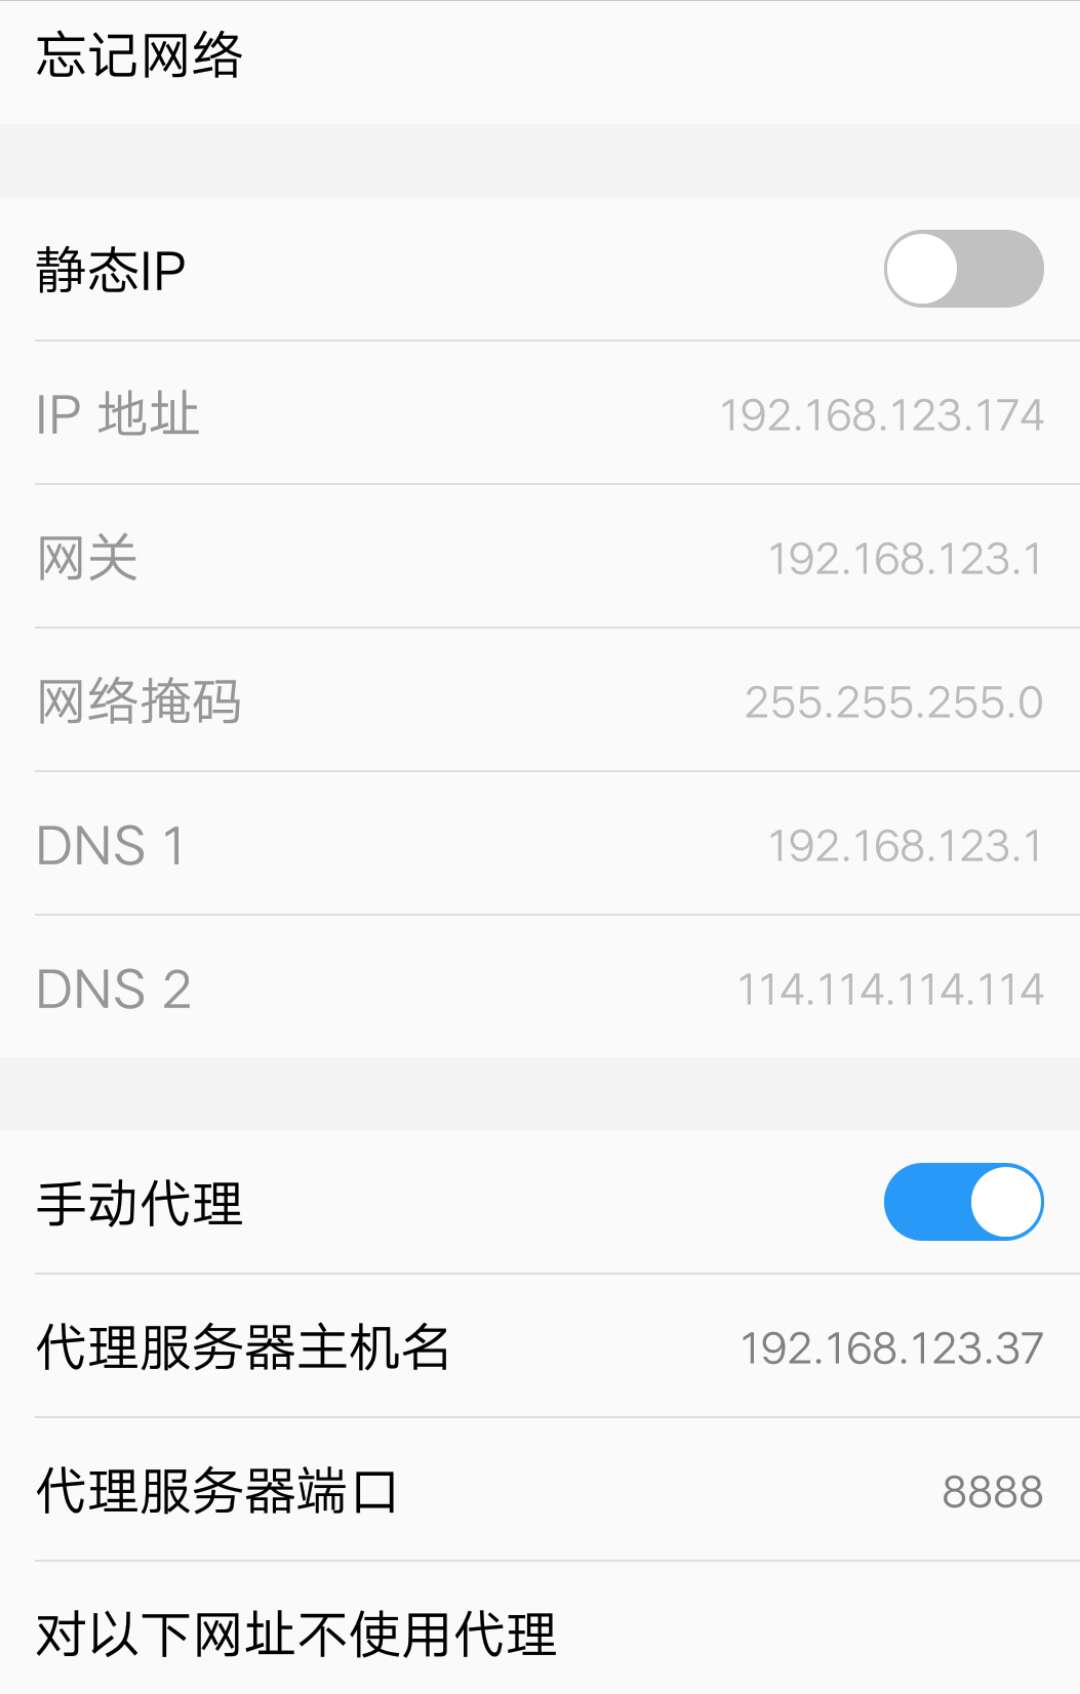 忘记网络
静态IP
IP 地址 192.168.123.174
网关 192.168.123.1
网络掩码 255.255.255.0
DNS 1 192.168.123.1
DNS 2 114.114.114.114
手动代理
代理服务器主机名 192.168.123.37
代理服务器端口 8888
对以下网址不使用代理